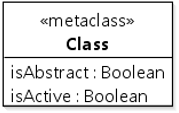 «metaclass»
Class
isAbstract : Boolean
isActive : Boolean